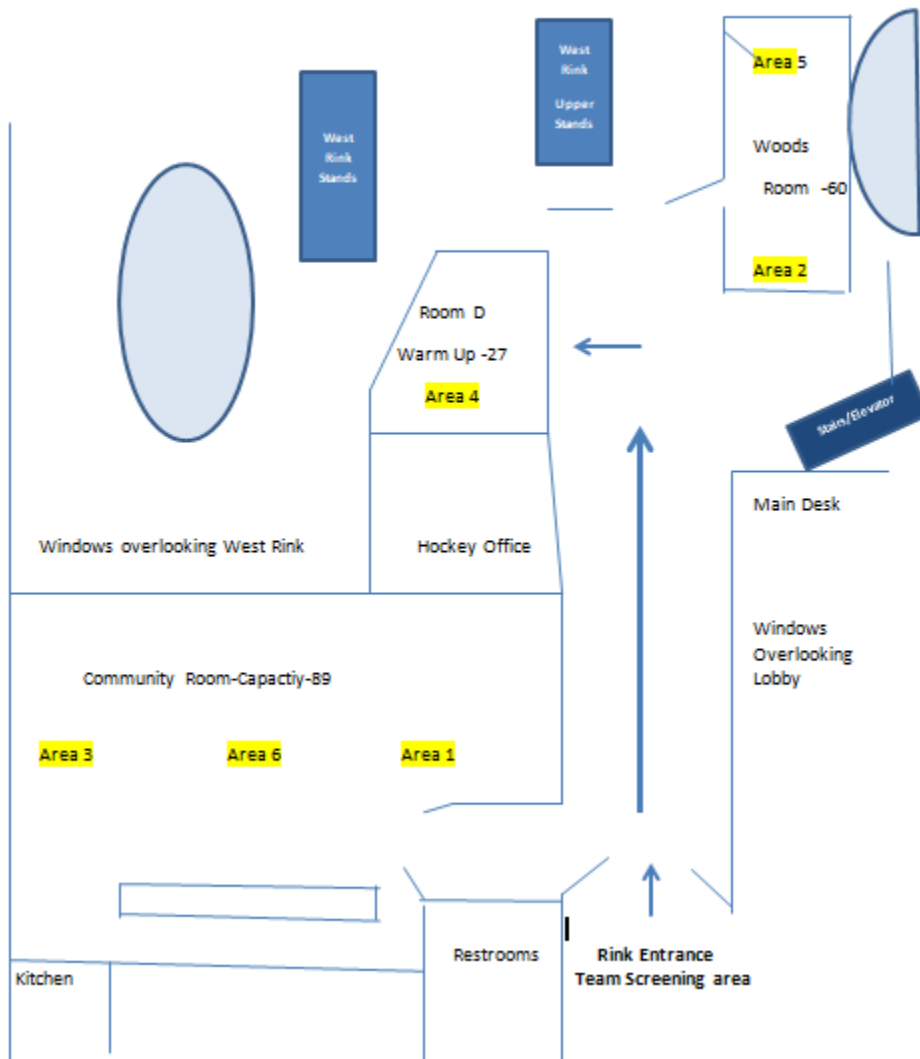 West
Rink
Upper
Stands
Area 5
West
Rink
Stands
Woods
Room -60
Area 2
Room D
Warm Up -27
Area 4
Stairs/Elevator
Main Desk
Windows overlooking West Rink
Hockey Office
Windows
Overlooking
Lobby
Community Room-Capactiy-89
Area 3
Area 6
Area 1
Restrooms
Rink Entrance
Team Screening area
Kitchen